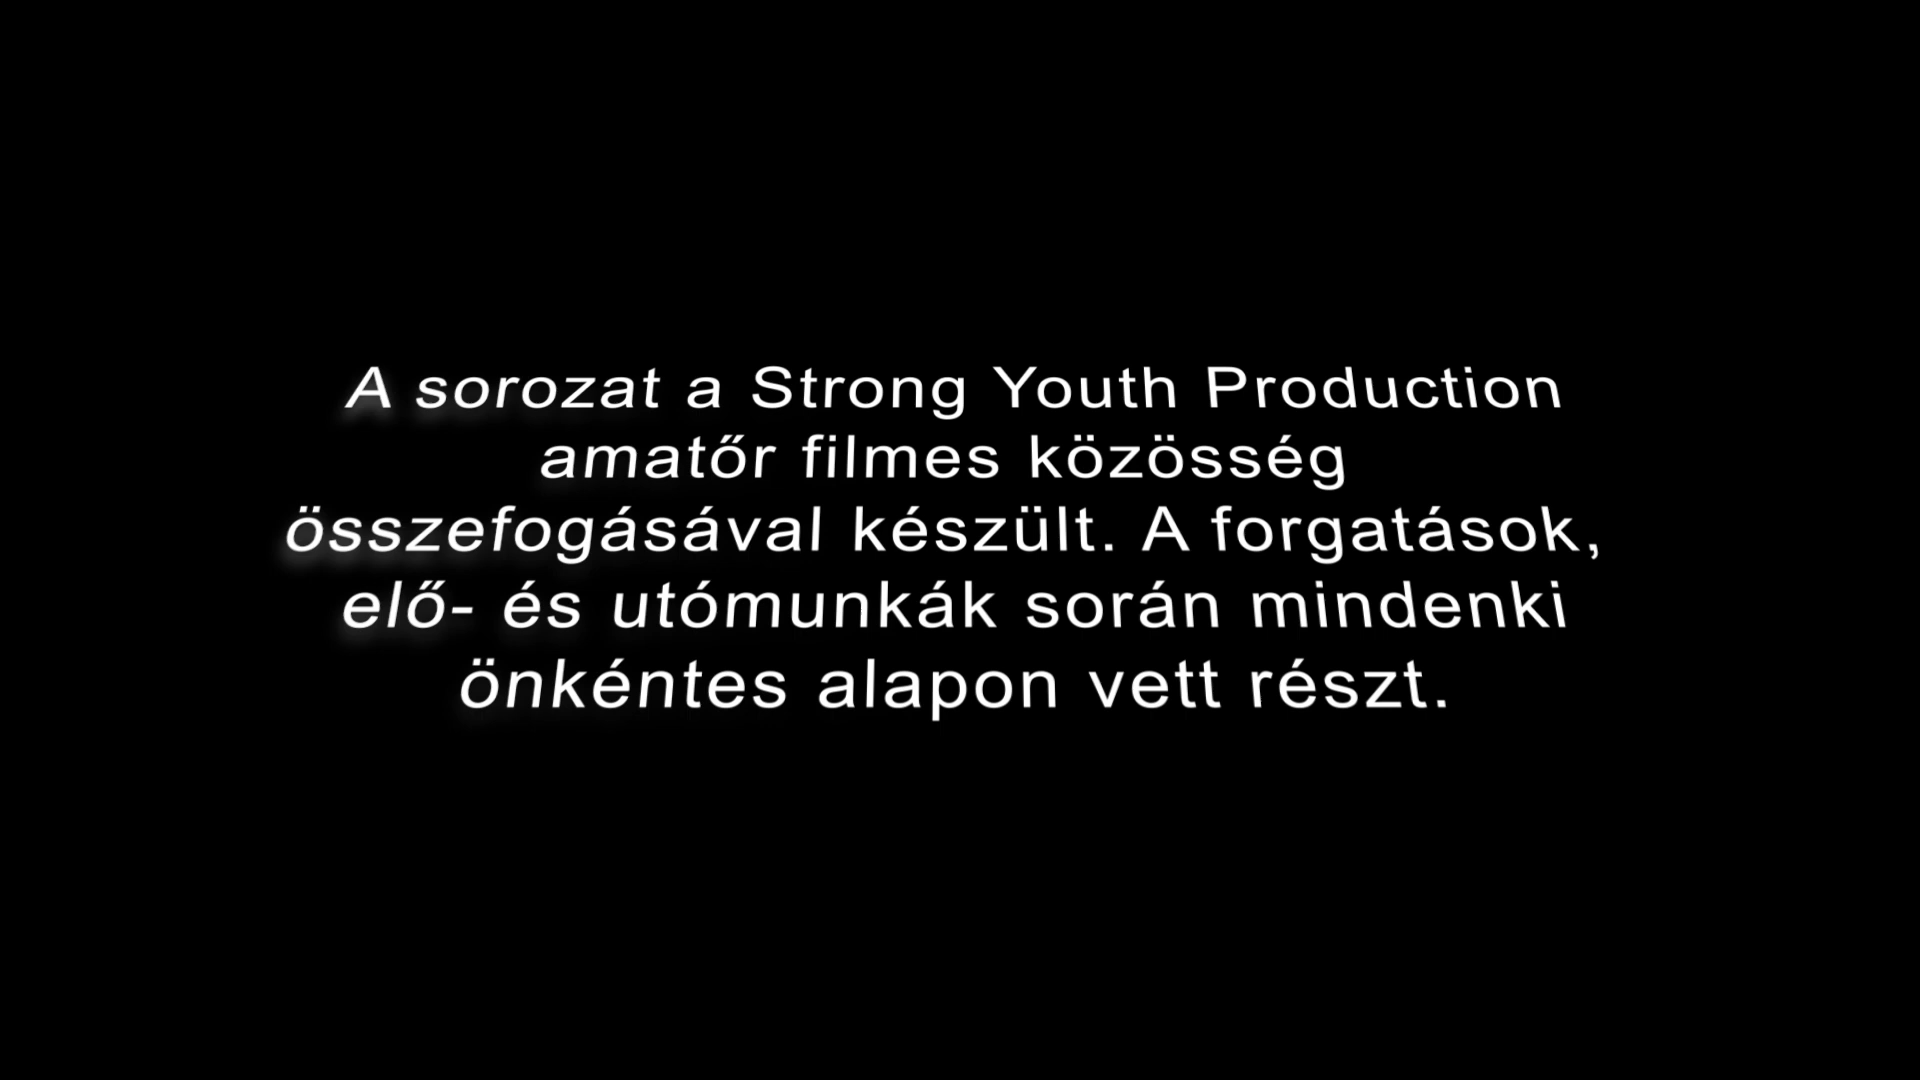 A sorozat a Strong Youth Production
amatőr filmes közösség
összefogásával készült. A forgatások,
elő- és utómunkák során mindenki
önkéntes alapon vett részt.